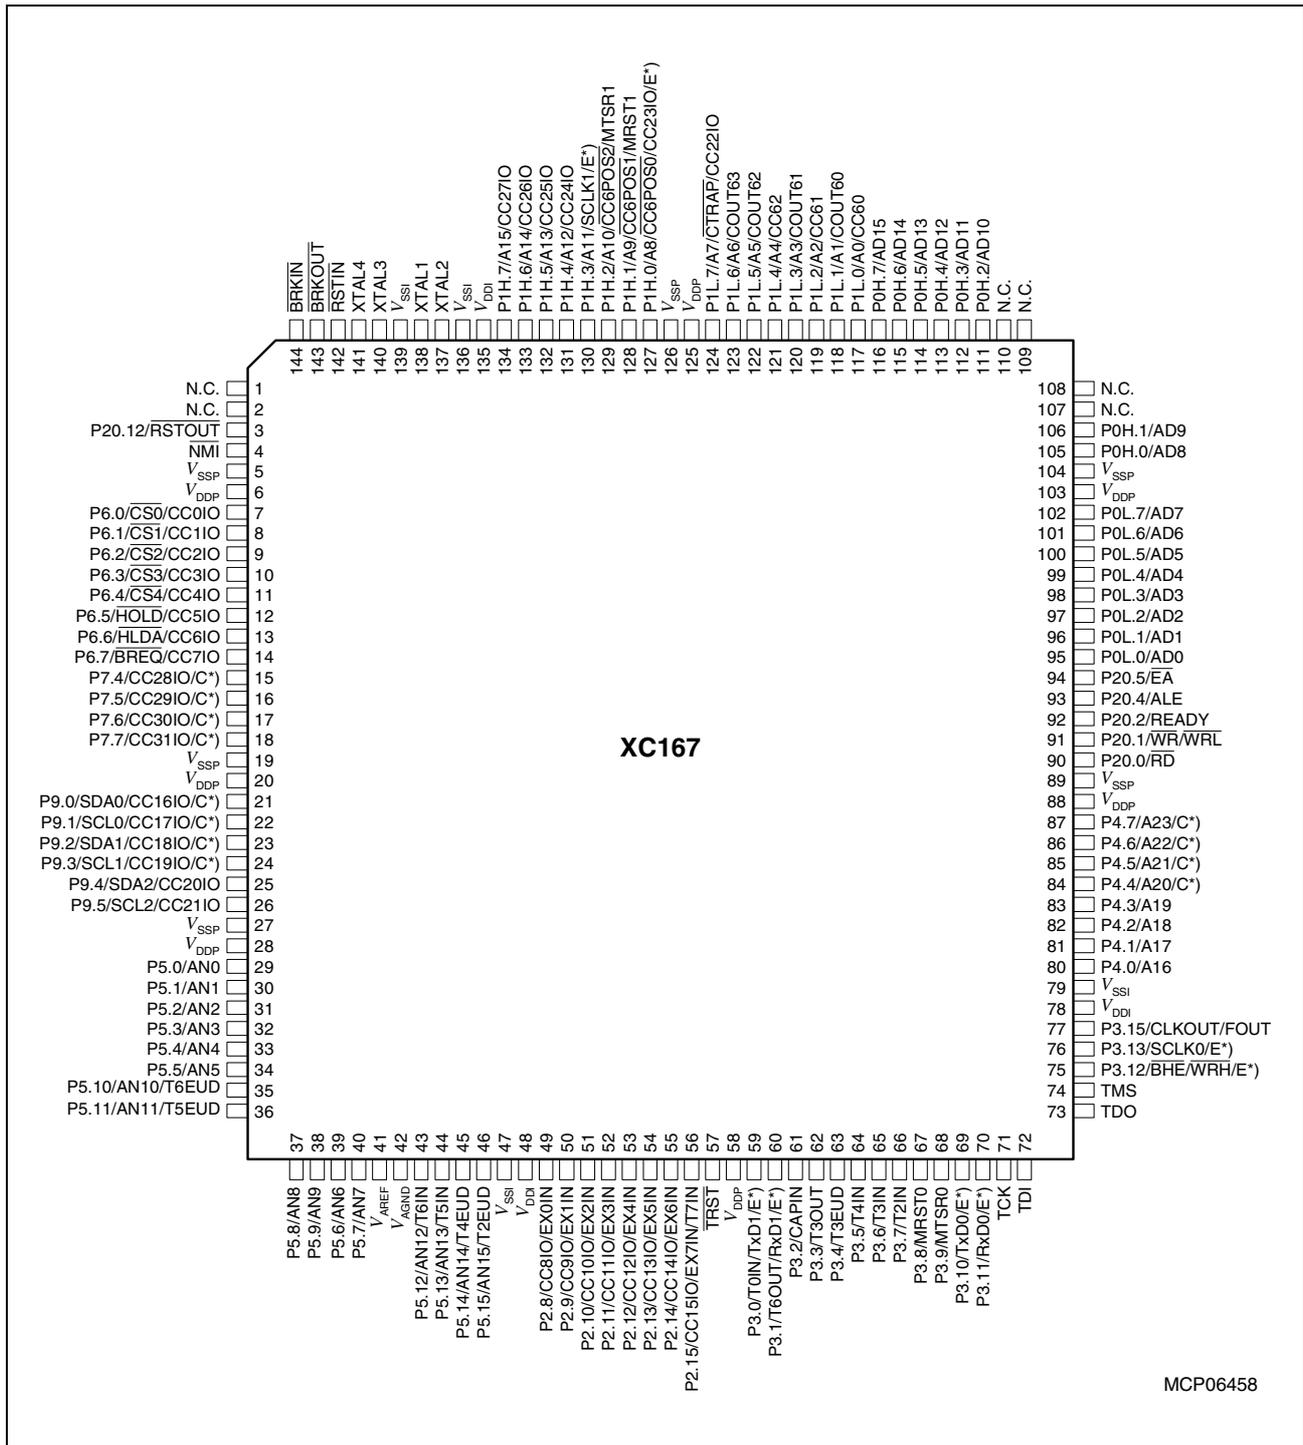 BRKIN
BRKOUT
RSTIN
XTAL4
XTAL3
VSSI
XTAL1
XTAL2
VSSI
VDDI
P1H.7/A15/CC27IO
P1H.6/A14/CC26IO
P1H.5/A13/CC25IO
P1H.4/A12/CC24IO
P1H.3/A11/SCLK1/E*)
P1H.2/A10/CC6POS2/MTSR1
P1H.1/A9/CC6POS1/MRST1
P1H.0/A8/CC6POS0/CC23IO/E*)
VSSP
VDDP
P1L.7/A7/CTRAP/CC22IO
P1L.6/A6/COUT63
P1L.5/A5/COUT62
P1L.4/A4/CC62
P1L.3/A3/COUT61
P1L.2/A2/CC61
P1L.1/A1/COUT60
P1L.0/A0/CC60
P0H.7/AD15
P0H.6/AD14
P0H.5/AD13
P0H.4/AD12
P0H.3/AD11
P0H.2/AD10
N.C.
N.C.
144
143
142
141
140
139
138
137
136
135
134
133
132
131
130
129
128
127
126
125
124
123
122
121
120
119
118
117
116
115
114
113
112
111
110
109
N.C. 1
N.C. 2
P20.12/RSTOUT 3
NMI 4
VSSP 5
VDDP 6
P6.0/CS0/CC0IO 7
P6.1/CS1/CC1IO 8
P6.2/CS2/CC2IO 9
P6.3/CS3/CC3IO 10
P6.4/CS4/CC4IO 11
P6.5/HOLD/CC5IO 12
P6.6/HLDA/CC6IO 13
P6.7/BREQ/CC7IO 14
P7.4/CC28IO/C*) 15
P7.5/CC29IO/C*) 16
P7.6/CC30IO/C*) 17
P7.7/CC31IO/C*) 18
VSSP 19
VDDP 20
P9.0/SDA0/CC16IO/C*) 21
P9.1/SCL0/CC17IO/C*) 22
P9.2/SDA1/CC18IO/C*) 23
P9.3/SCL1/CC19IO/C*) 24
P9.4/SDA2/CC20IO 25
P9.5/SCL2/CC21IO 26
VSSP 27
VDDP 28
P5.0/AN0 29
P5.1/AN1 30
P5.2/AN2 31
P5.3/AN3 32
P5.4/AN4 33
P5.5/AN5 34
P5.10/AN10/T6EUD 35
P5.11/AN11/T5EUD 36
XC167
108 N.C.
107 N.C.
106 P0H.1/AD9
105 P0H.0/AD8
104 VSSP
103 VDDP
102 P0L.7/AD7
101 P0L.6/AD6
100 P0L.5/AD5
99 P0L.4/AD4
98 P0L.3/AD3
97 P0L.2/AD2
96 P0L.1/AD1
95 P0L.0/AD0
94 P20.5/EA
93 P20.4/ALE
92 P20.2/READY
91 P20.1/WR/WRL
90 P20.0/RD
89 VSSP
88 VDDP
87 P4.7/A23/C*)
86 P4.6/A22/C*)
85 P4.5/A21/C*)
84 P4.4/A20/C*)
83 P4.3/A19
82 P4.2/A18
81 P4.1/A17
80 P4.0/A16
79 VSSI
78 VDDI
77 P3.15/CLKOUT/FOUT
76 P3.13/SCLK0/E*)
75 P3.12/BHE/WRH/E*)
74 TMS
73 TDO
37
38
39
40
41
42
43
44
45
46
47
48
49
50
51
52
53
54
55
56
57
58
59
60
61
62
63
64
65
66
67
68
69
70
71
72
P5.8/AN8
P5.9/AN9
P5.6/AN6
P5.7/AN7
VAREF
VAGND
P5.12/AN12/T6IN
P5.13/AN13/T5IN
P5.14/AN14/T4EUD
P5.15/AN15/T2EUD
VSSI
VDDI
P2.8/CC8IO/EX0IN
P2.9/CC9IO/EX1IN
P2.10/CC10IO/EX2IN
P2.11/CC11IO/EX3IN
P2.12/CC12IO/EX4IN
P2.13/CC13IO/EX5IN
P2.14/CC14IO/EX6IN
P2.15/CC15IO/EX7IN/T7IN
TRST
VDDP
P3.0/T0IN/TxD1/E*)
P3.1/T6OUT/RxD1/E*)
P3.2/CAPIN
P3.3/T3OUT
P3.4/T3EUD
P3.5/T4IN
P3.6/T3IN
P3.7/T2IN
P3.8/MRST0
P3.9/MTSR0
P3.10/TxD0/E*)
P3.11/RxD0/E*)
TCK
TDI
MCP06458